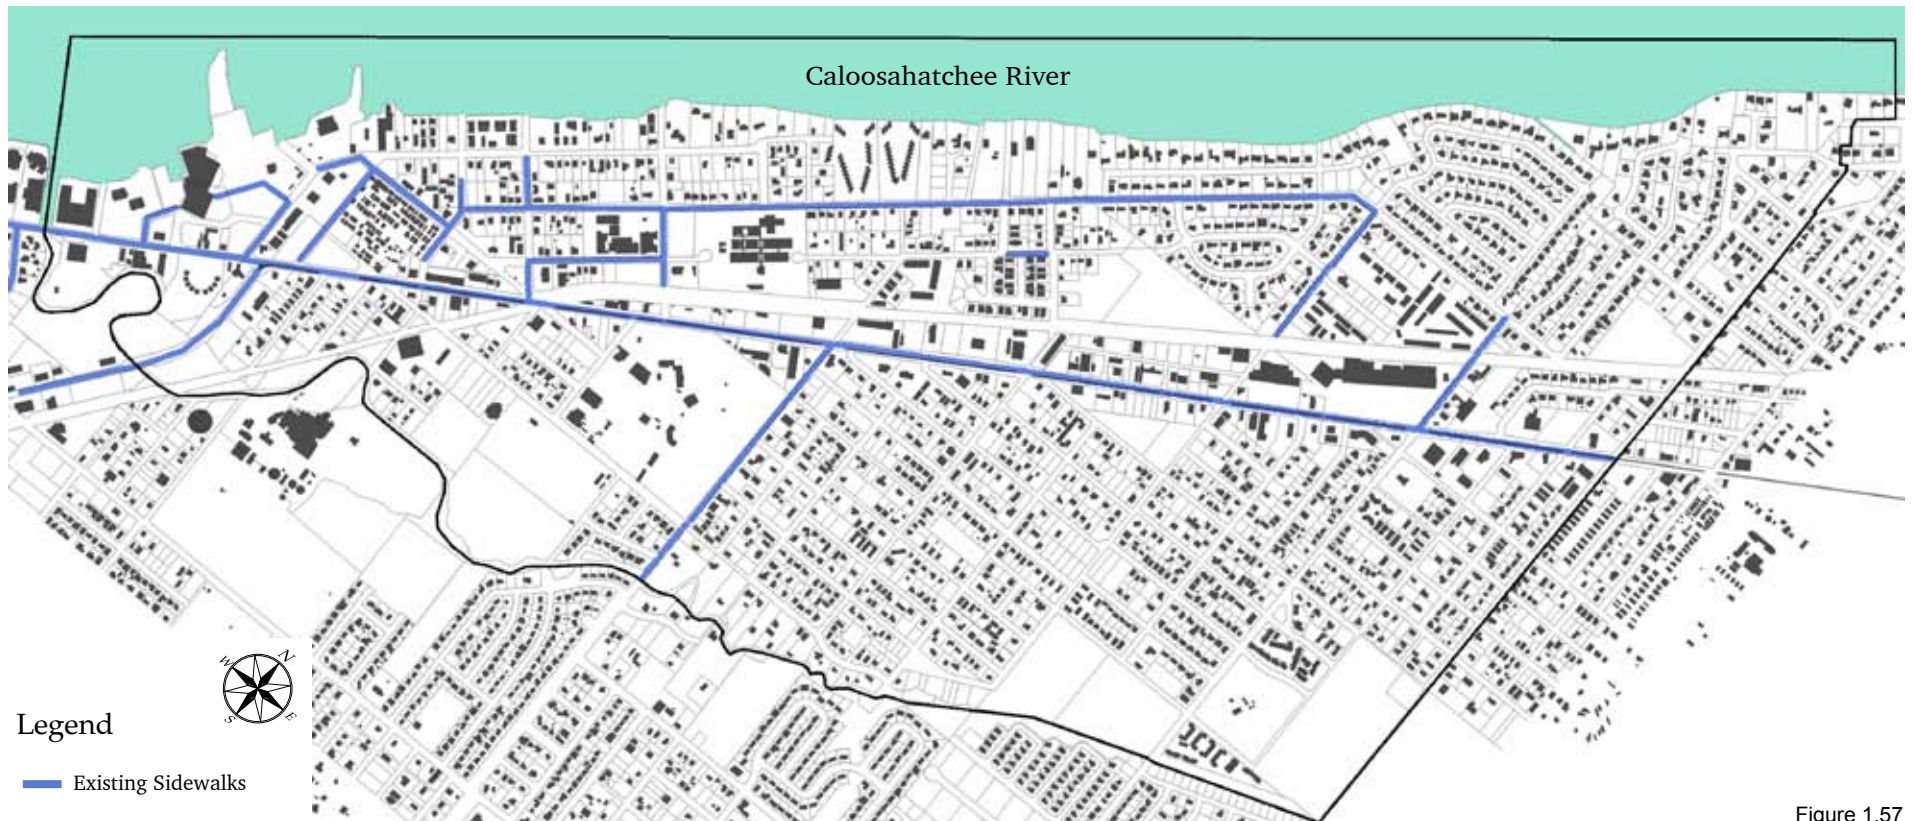 Caloosahatchee River
W
N
S
E
Legend
Existing Sidewalks
Figure 1.57